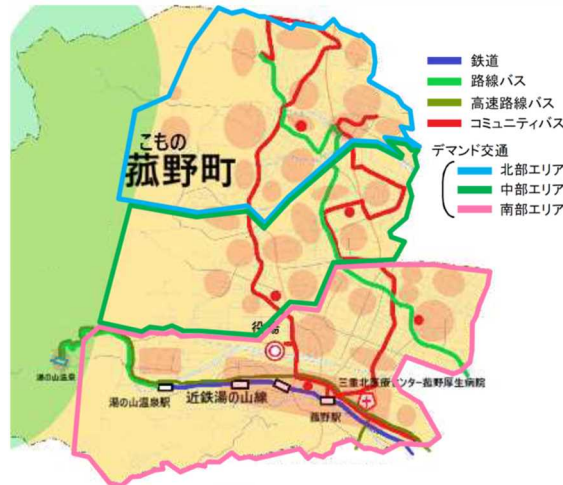 鉄道
路線バス
高速路線バス
コミュニティバス
デマンド交通
北部エリア
中部エリア
南部エリア
こもの
菰野町
湯の山温泉
湯の山温泉駅
近鉄湯の山線
菰野駅
三重北医療センター菰野厚生病院